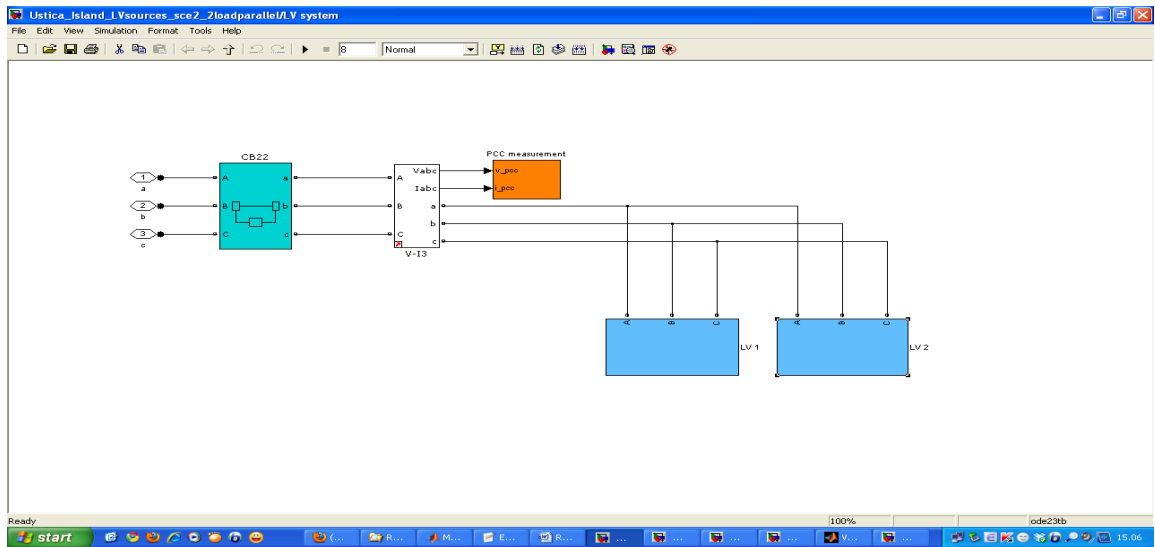 Ustica_Island_LVsources_sce2_2loadparallel/LV system
File Edit View Simulation Format Tools Help
8 Normal
CB22
PCC measurement
1
a
2
b
3
c
A a
B b
C c
A Vabc
Iabc
B a
b
C c
V-I3
v_pcc
i_pcc
A B C
LV 1
A B C
LV 2
Ready 100% ode23tb
start (... R... M... E... R... ... ... ... ... V... ... 15.06